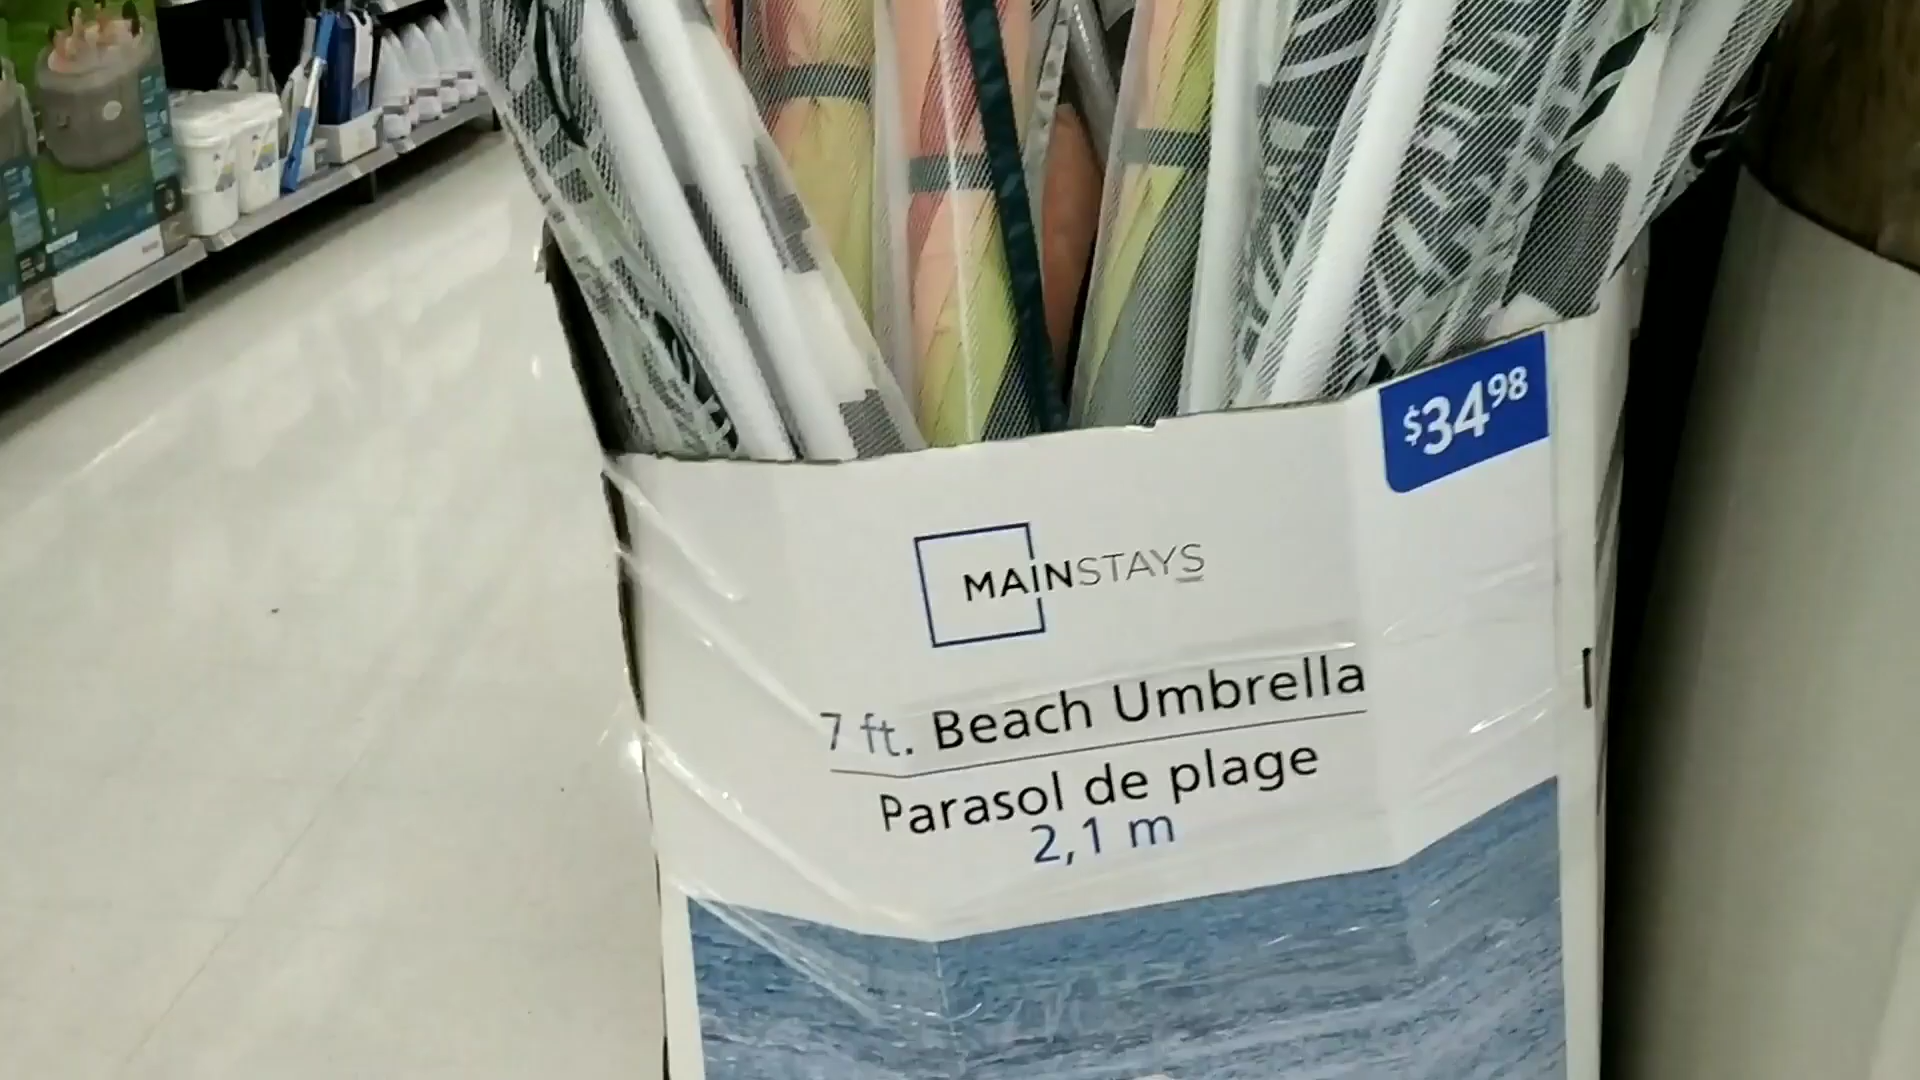 $34.98
MAINSTAYS
7 ft. Beach Umbrella
Parasol de plage
2,1 m